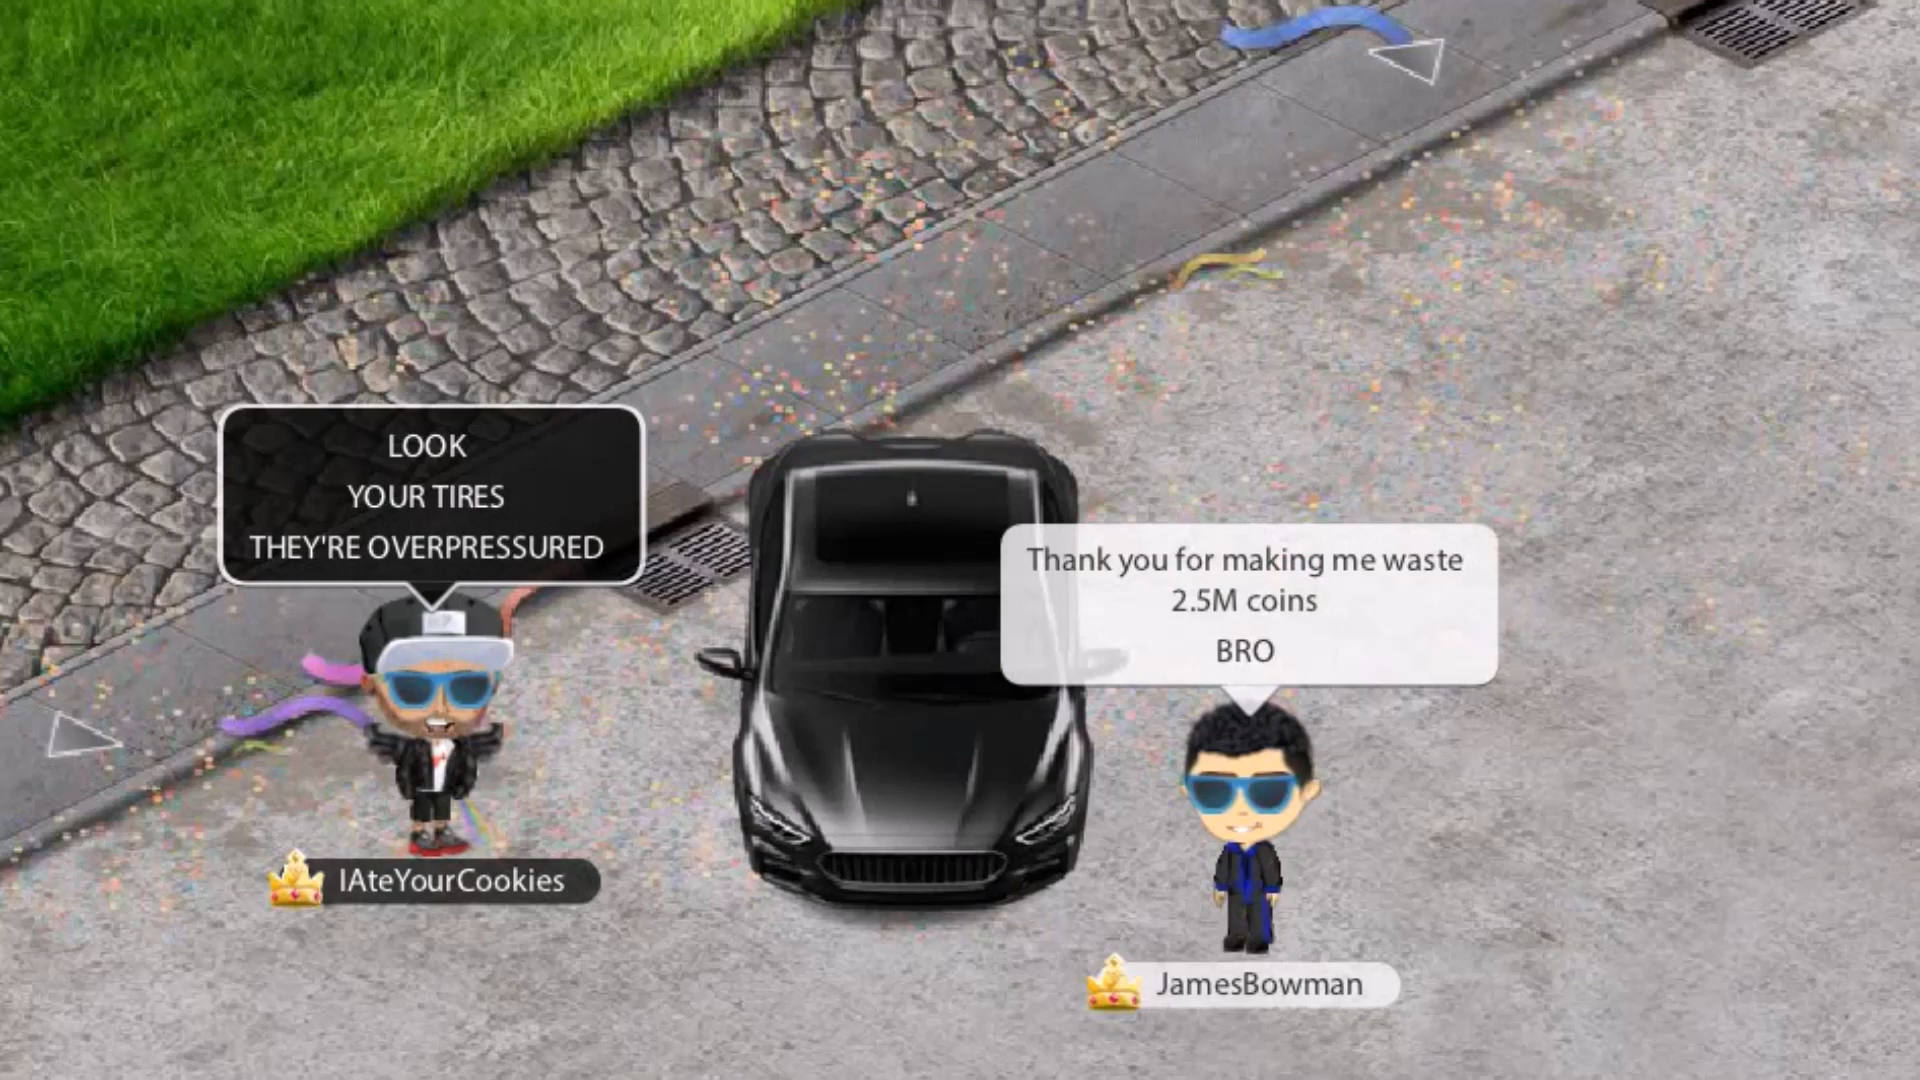 LOOK
YOUR TIRES
THEY'RE OVERPRESSURED
Thank you for making me waste
2.5M coins
BRO
IAteYourCookies
JamesBowman